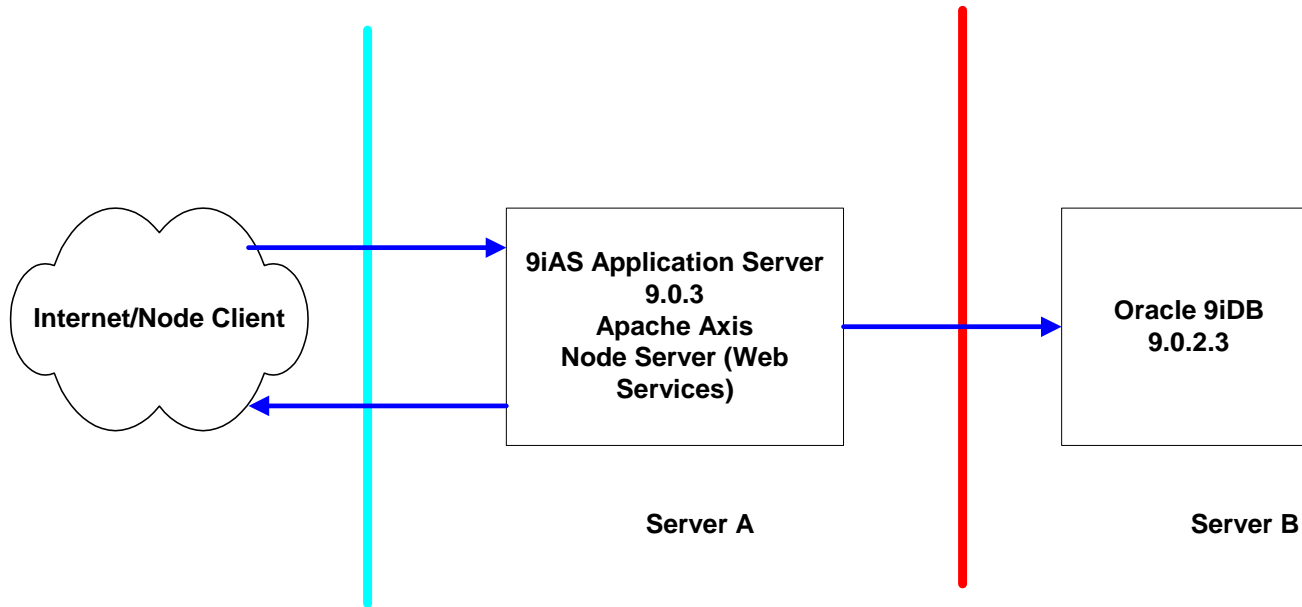 Internet/Node Client
9iAS Application Server
9.0.3
Apache Axis
Node Server (Web
Services)
Oracle 9iDB
9.0.2.3
Server A
Server B